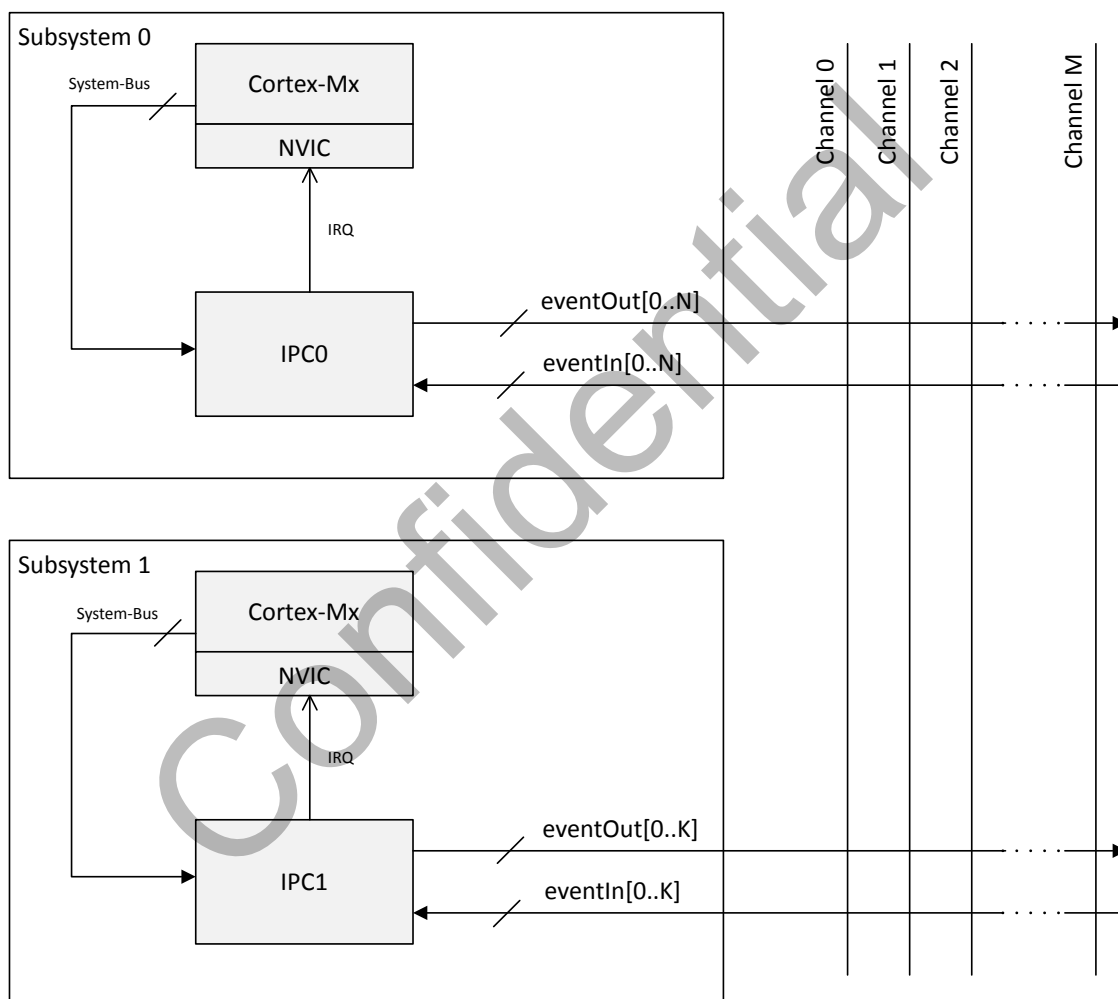 Subsystem 0
System-Bus
Cortex-Mx
NVIC
IRQ
IPC0
eventOut[0..N]
eventIn[0..N]
Channel 0
Channel 1
Channel 2
Channel M
Subsystem 1
System-Bus
Cortex-Mx
NVIC
IRQ
IPC1
eventOut[0..K]
eventIn[0..K]
Confidential